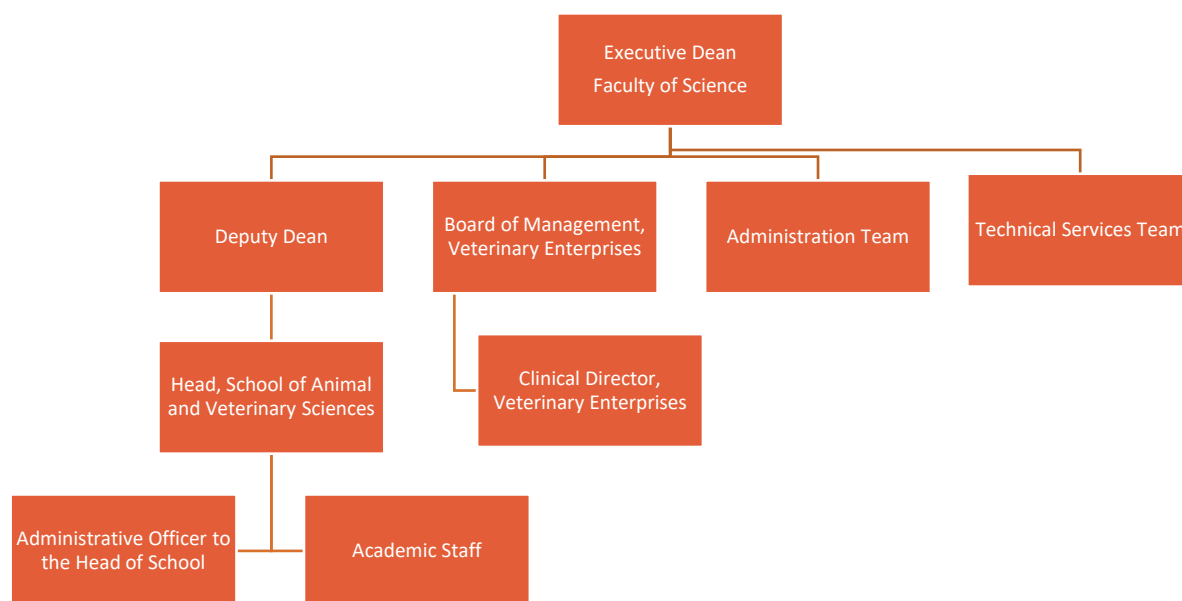 Executive Dean
Faculty of Science
Deputy Dean
Board of Management,
Veterinary Enterprises
Administration Team
Technical Services Team
Head, School of Animal
and Veterinary Sciences
Clinical Director,
Veterinary Enterprises
Administrative Officer to
the Head of School
Academic Staff